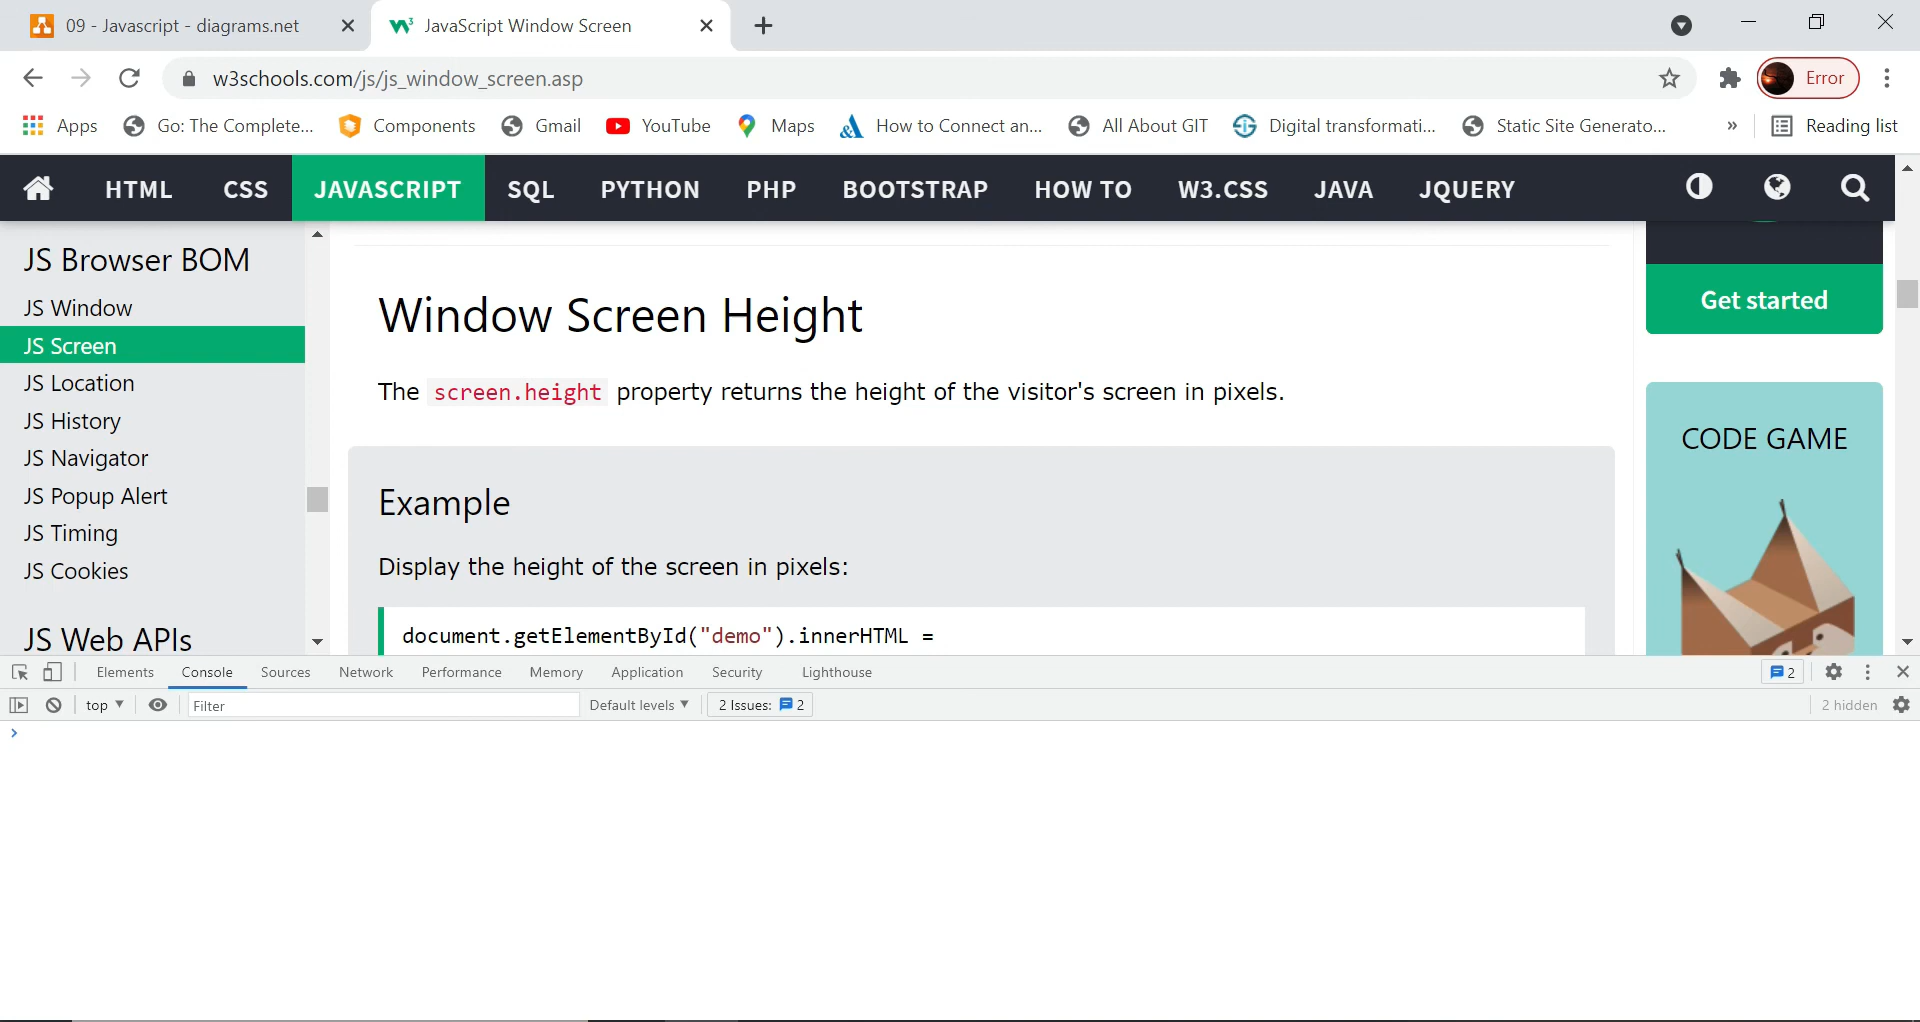 09 - Javascript - diagrams.net
JavaScript Window Screen
w3schools.com/js/js_window_screen.asp
Error
Apps
Go: The Complete...
Components
Gmail
YouTube
Maps
How to Connect an...
All About GIT
Digital transformati...
Static Site Generato...
»
Reading list
HTML CSS JAVASCRIPT SQL PYTHON PHP BOOTSTRAP HOW TO W3.CSS JAVA JQUERY
JS Browser BOM
JS Window
JS Screen
JS Location
JS History
JS Navigator
JS Popup Alert
JS Timing
JS Cookies
JS Web APIs
Window Screen Height
The screen.height property returns the height of the visitor's screen in pixels.
Example
Display the height of the screen in pixels:
document.getElementById("demo").innerHTML =
Get started
CODE GAME
Elements Console Sources Network Performance Memory Application Security Lighthouse
2
top
Filter
Default levels
2 Issues: 2
2 hidden